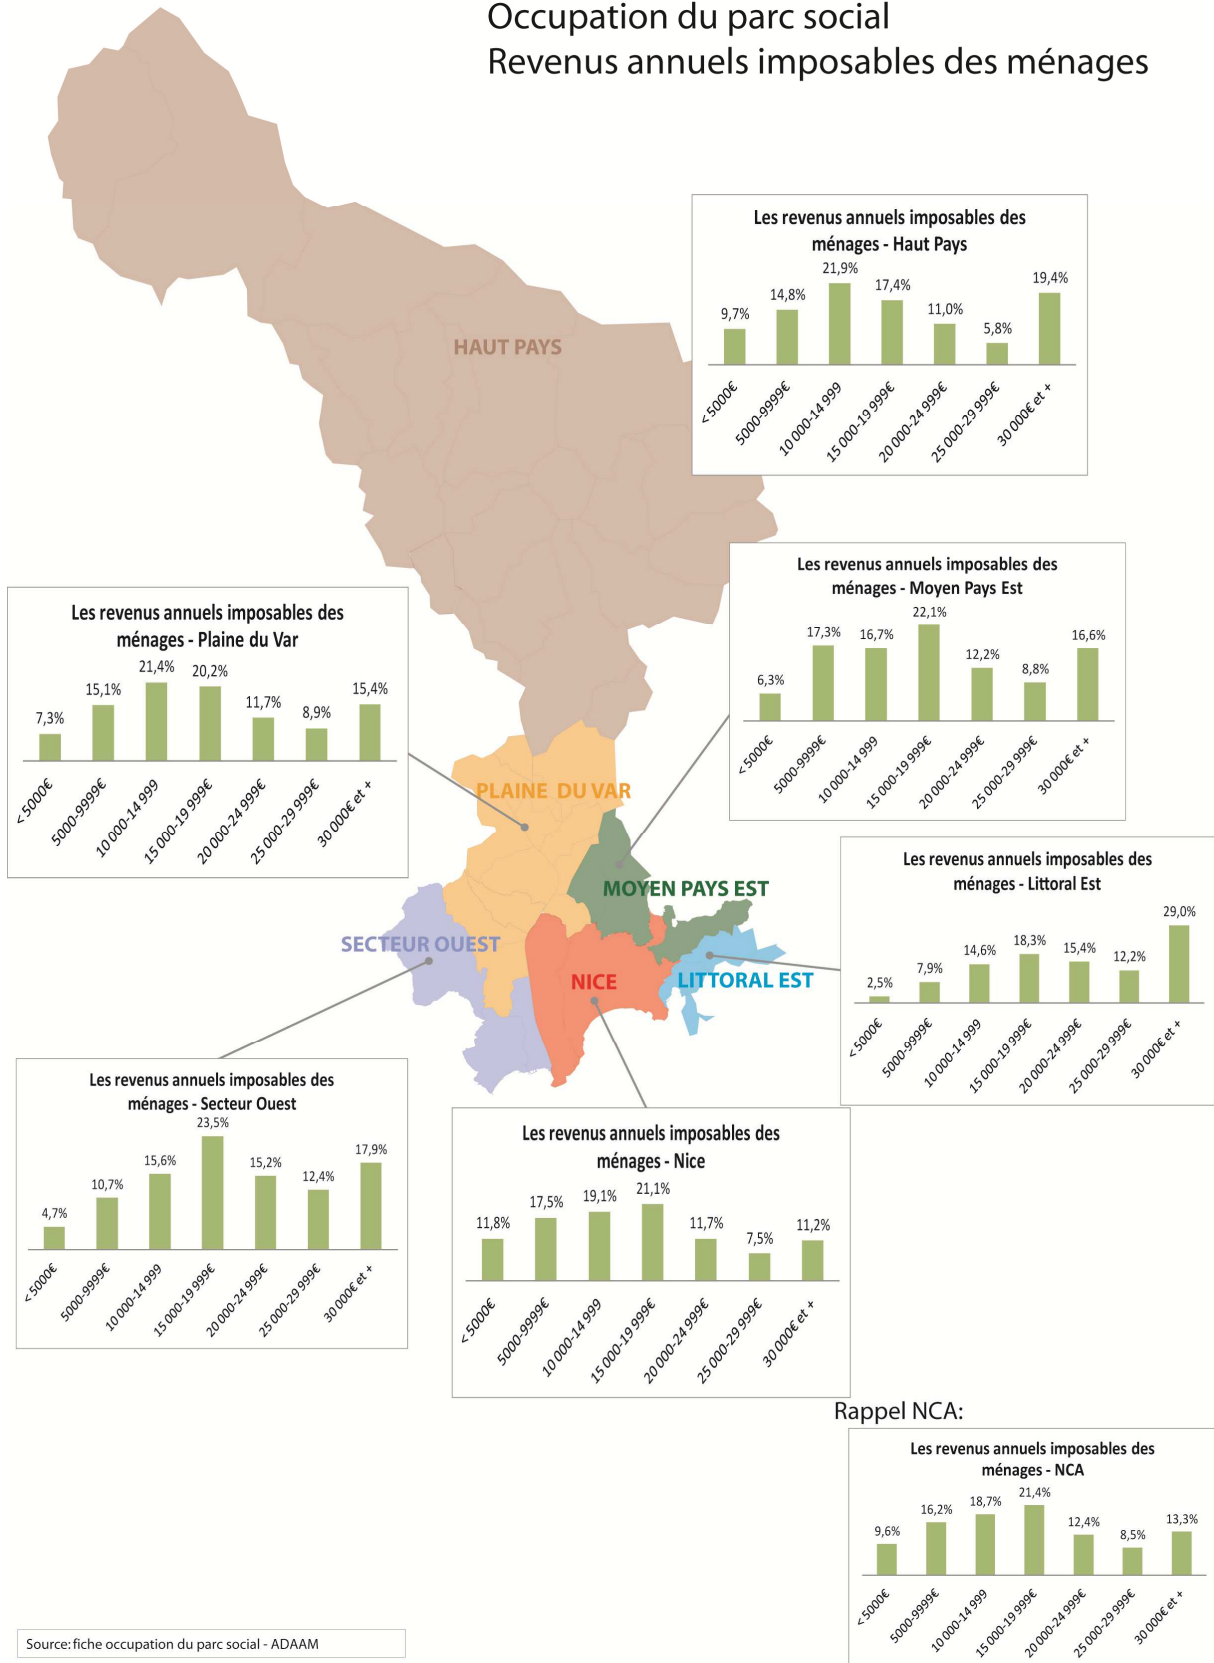 Occupation du parc social
Revenus annuels imposables des ménages
Les revenus annuels imposables des
ménages - Haut Pays
9,7%
14,8%
21,9%
17,4%
11,0%
5,8%
19,4%
< 5000€
5000-9999€
10 000-14 999
15 000-19 999€
20 000-24 999€
25 000-29 999€
30 000€ et +
HAUT PAYS
Les revenus annuels imposables des
ménages - Moyen Pays Est
6,3%
17,3%
16,7%
22,1%
12,2%
8,8%
16,6%
< 5000€
5000-9999€
10 000-14 999
15 000-19 999€
20 000-24 999€
25 000-29 999€
30 000€ et +
Les revenus annuels imposables des
ménages - Plaine du Var
7,3%
15,1%
21,4%
20,2%
11,7%
8,9%
15,4%
< 5000€
5000-9999€
10 000-14 999
15 000-19 999€
20 000-24 999€
25 000-29 999€
30 000€ et +
PLAINE DU VAR
MOYEN PAYS EST
SECTEUR OUEST
NICE
LITTORAL EST
Les revenus annuels imposables des
ménages - Littoral Est
2,5%
7,9%
14,6%
18,3%
15,4%
12,2%
29,0%
< 5000€
5000-9999€
10 000-14 999
15 000-19 999€
20 000-24 999€
25 000-29 999€
30 000€ et +
Les revenus annuels imposables des
ménages - Secteur Ouest
4,7%
10,7%
15,6%
23,5%
15,2%
12,4%
17,9%
< 5000€
5000-9999€
10 000-14 999
15 000-19 999€
20 000-24 999€
25 000-29 999€
30 000€ et +
Les revenus annuels imposables des
ménages - Nice
11,8%
17,5%
19,1%
21,1%
11,7%
7,5%
11,2%
< 5000€
5000-9999€
10 000-14 999
15 000-19 999€
20 000-24 999€
25 000-29 999€
30 000€ et +
Rappel NCA:
Les revenus annuels imposables des
ménages - NCA
9,6%
16,2%
18,7%
21,4%
12,4%
8,5%
13,3%
< 5000€
5000-9999€
10 000-14 999
15 000-19 999€
20 000-24 999€
25 000-29 999€
30 000€ et +
Source: fiche occupation du parc social - ADAAM